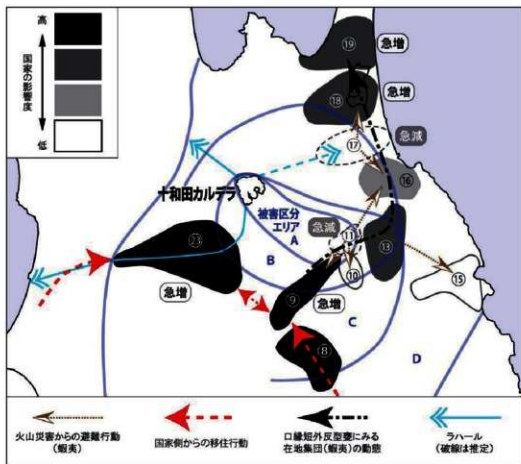 高
国家の影響度
低
⑲
急増
⑱
急増
急減
⑰
⑯
十和田カルデラ
被害区分
エリア
A
急減
⑪
㉓
B
⑬
⑩
⑮
急増
⑨
急増
C
⑧
D
火山災害からの避難行動
(蝦夷)
国家側からの移住行動
口縁短外反型甕にみる
在地集団(蝦夷)の動態
ラハール
(破線は推定)